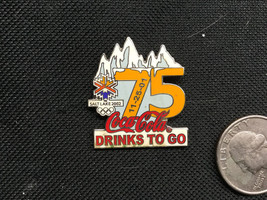 75
11-25-01
SALT LAKE 2002
Coca-Cola
DRINKS TO GO